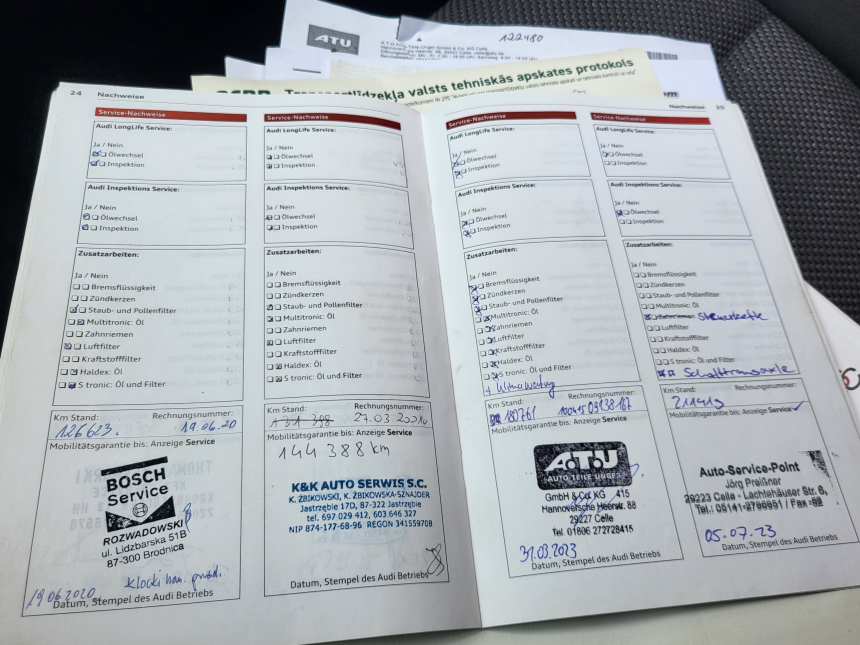 122480
ATU
24 Nachweise
Service-Nachweise
Audi LongLife Service:
Ja / Nein
Ölwechsel
Inspektion
Audi Inspektions Service:
Ja / Nein
Ölwechsel
Inspektion
Zusatzarbeiten:
Ja / Nein
Bremsflüssigkeit
Zündkerzen
Staub- und Pollenfilter
Multitronic: Öl
Zahnriemen
Luftfilter
Kraftstofffilter
Haldex: Öl
S tronic: Öl und Filter
Km Stand: Rechnungsnummer:
126623. 19.06.20
Mobilitätsgarantie bis: Anzeige Service
BOSCH
Service
ROZWADOWSKI
ul. Lidzbarska 51B
87-300 Brodnica
19 06 2020
Datum, Stempel des Audi Betriebs
Service-Nachweise
Audi LongLife Service:
Ja / Nein
Ölwechsel
Inspektion
Audi Inspektions Service:
Ja / Nein
Ölwechsel
Inspektion
Zusatzarbeiten:
Ja / Nein
Bremsflüssigkeit
Zündkerzen
Staub- und Pollenfilter
Multitronic: Öl
Zahnriemen
Luftfilter
Kraftstofffilter
Haldex: Öl
S tronic: Öl und Filter
Km Stand: Rechnungsnummer:
27.03
Mobilitätsgarantie bis: Anzeige Service
144 388 km
K&K AUTO SERWIS S.C.
K. ŻBIKOWSKI, K. ŻBIKOWSKA-SZNAJDER
Jastrzębie 17D, 87-322 Jastrzębie
tel. 697 029 412, 603 646 327
NIP 874-177-68-96 REGON 341559708
Datum, Stempel des Audi Betriebs
valsts tehniskās apskates protokols
Service-Nachweise
Audi LongLife Service:
Ja / Nein
Ölwechsel
Inspektion
Audi Inspektions Service:
Ja / Nein
Ölwechsel
Inspektion
Zusatzarbeiten:
Ja / Nein
Bremsflüssigkeit
Zündkerzen
Staub- und Pollenfilter
Multitronic: Öl
Zahnriemen
Luftfilter
Kraftstofffilter
Haldex: Öl
S tronic: Öl und Filter
+ Klimawartung
Km Stand: Rechnungsnummer:
180761
Mobilitätsgarantie bis: Anzeige Service
A.T.U
AUTO TEILE UNGER
GmbH & Co. KG 415
Hannoversche Heerstr. 88
29227 Celle
Tel 01806 272728415
31.03.2023
Datum, Stempel des Audi Betriebs
Nachweise 25
Service-Nachweise
Audi LongLife Service:
Ja / Nein
Ölwechsel
Inspektion
Audi Inspektions Service:
Ja / Nein
Ölwechsel
Inspektion
Zusatzarbeiten:
Ja / Nein
Bremsflüssigkeit
Zündkerzen
Staub- und Pollenfilter
Multitronic: Öl
Zahnriemen Steuerkette
Luftfilter
Kraftstofffilter
Haldex: Öl
S tronic: Öl und Filter
Km Stand: Rechnungsnummer:
Mobilitätsgarantie bis: Anzeige Service
Auto-Service-Point
Jörg Preißner
29223 Celle - Lachtehäuser Str. 6,
05.07.23
Datum, Stempel des Audi Betriebs